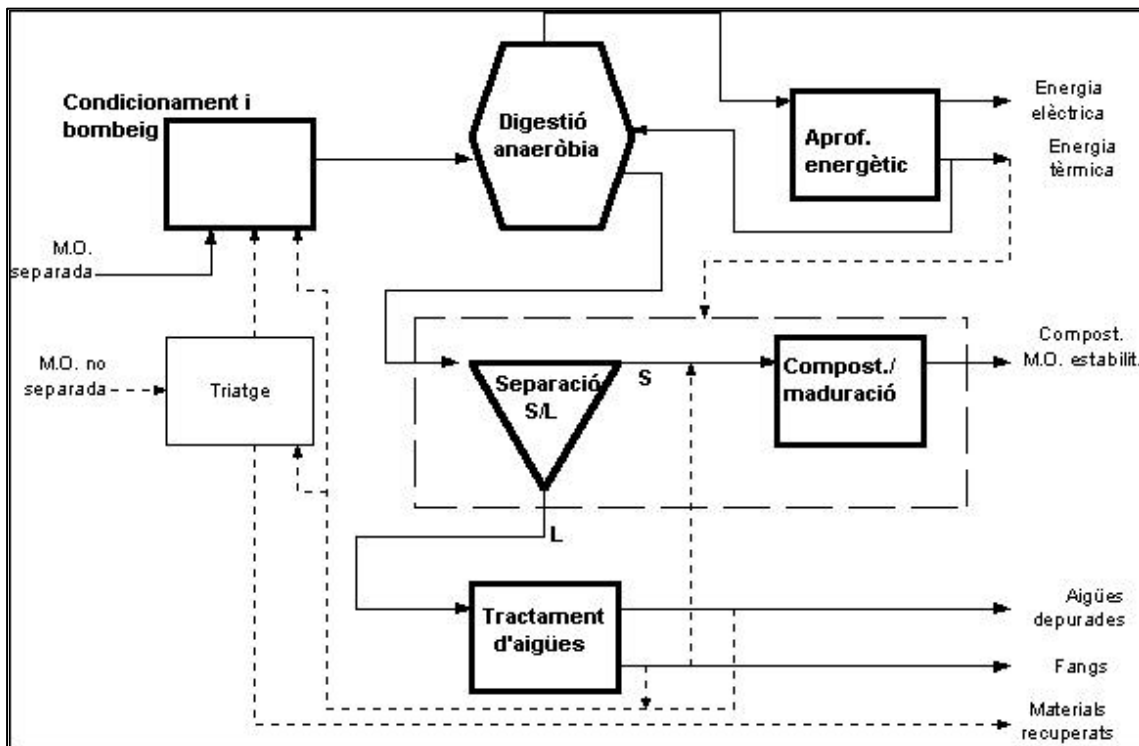 Condicionament i
bombeig
Digestió
anaeròbia
Aprof.
energètic
Energia
elèctrica
Energia
tèrmica
M.O.
separada
M.O. no
separada
Triatge
Separació
S/L
S
Compost./
maduració
Compost.
M.O. estabilit.
L
Tractament
d'aigües
Aigües
depurades
Fangs
Materials
recuperats